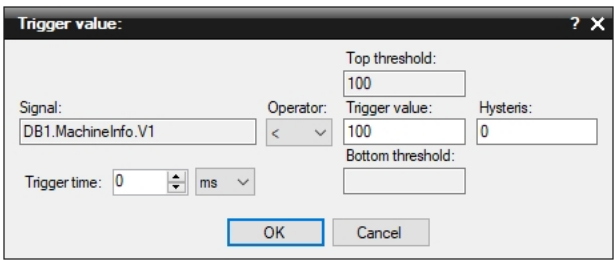 Trigger value: ? X
Top threshold:
100
Signal: Operator: Trigger value: Hysteris:
DB1.MachineInfo.V1 < 100 0
Bottom threshold:
Trigger time: 0 ms
OK Cancel